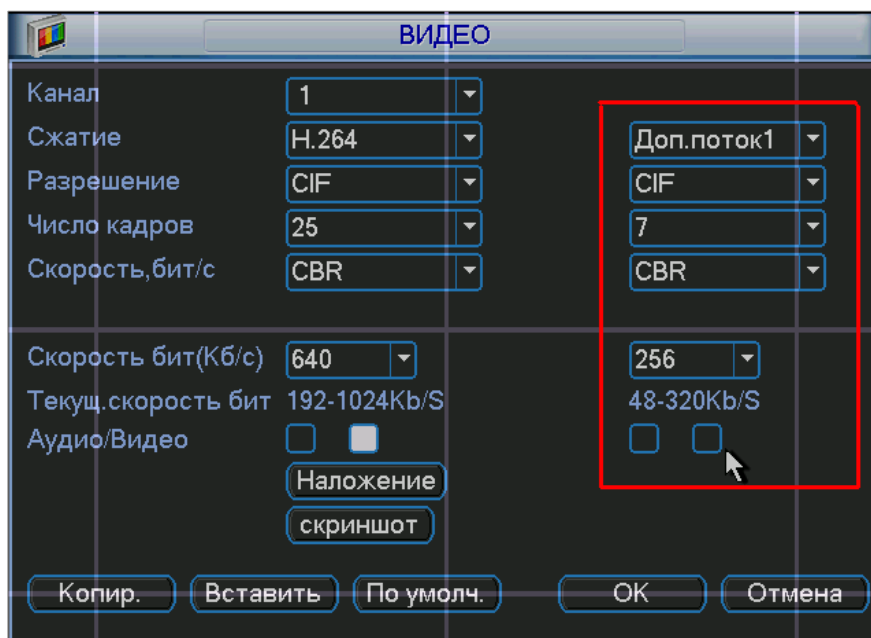 ВИДЕО
Канал 1
Сжатие H.264 Доп.поток1
Разрешение CIF CIF
Число кадров 25 7
Скорость,бит/с CBR CBR
Скорость бит(Кб/с) 640 256
Текущ.скорость бит 192-1024Kb/S 48-320Kb/S
Аудио/Видео
Наложение
скриншот
Копир. Вставить По умолч. OK Отмена